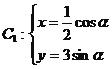 C₁: { x = 1/2 cos α
y = 3 sin α